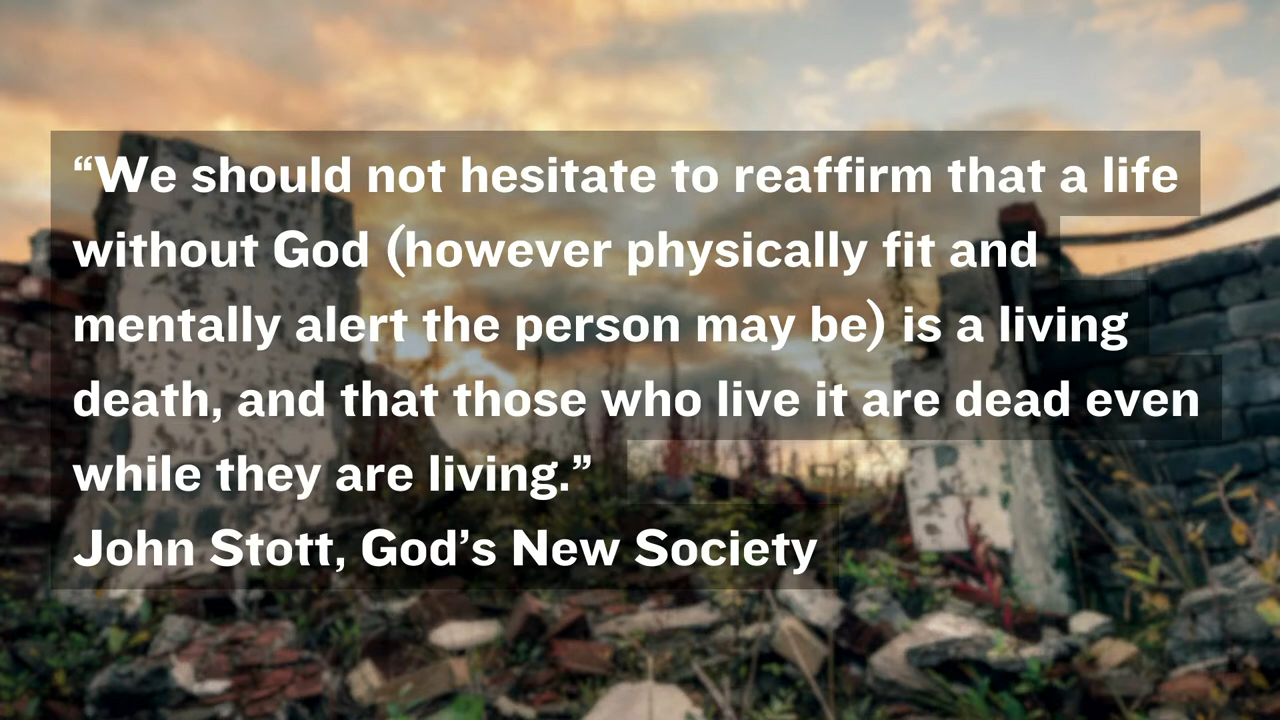 “We should not hesitate to reaffirm that a life
without God (however physically fit and
mentally alert the person may be) is a living
death, and that those who live it are dead even
while they are living.”
John Stott, God’s New Society